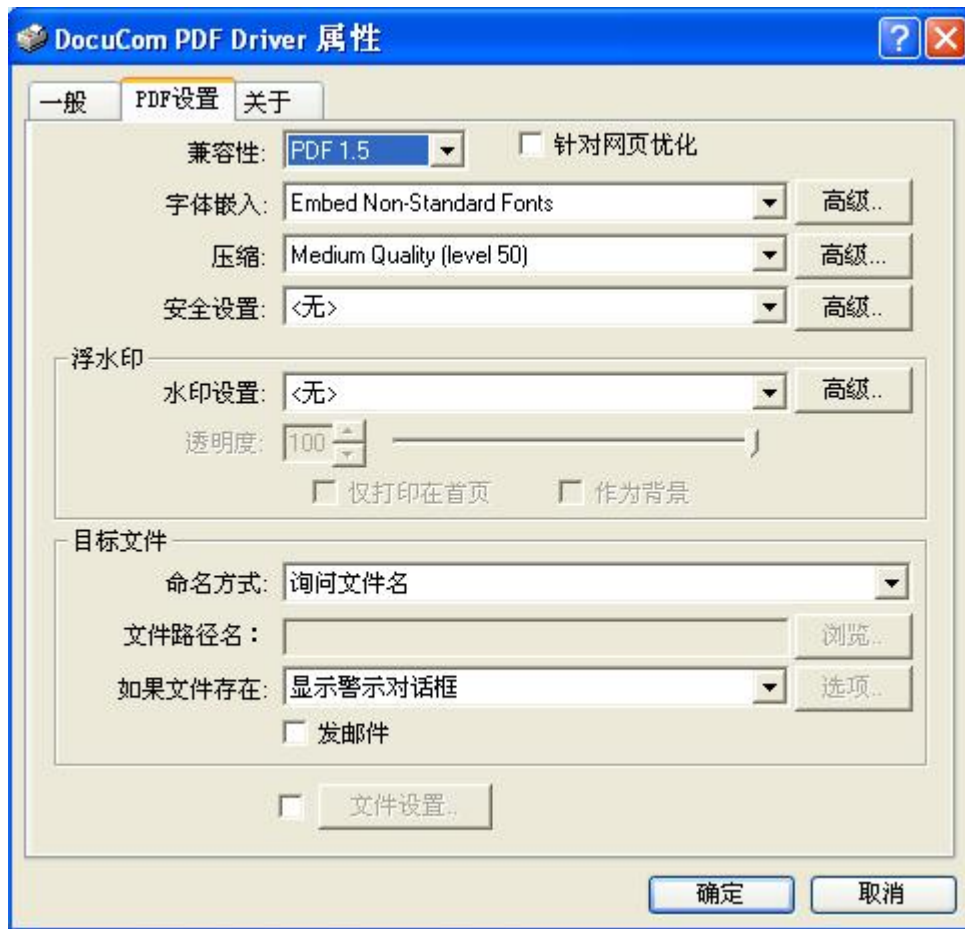 DocuCom PDF Driver 属性
一般 PDF设置 关于
兼容性: PDF 1.5 针对网页优化
字体嵌入: Embed Non-Standard Fonts 高级..
压缩: Medium Quality (level 50) 高级...
安全设置: <无> 高级..
浮水印
水印设置: <无> 高级..
透明度: 100
仅打印在首页 作为背景
目标文件
命名方式: 询问文件名
文件路径名： 浏览..
如果文件存在: 显示警示对话框 选项..
发邮件
文件设置..
确定 取消